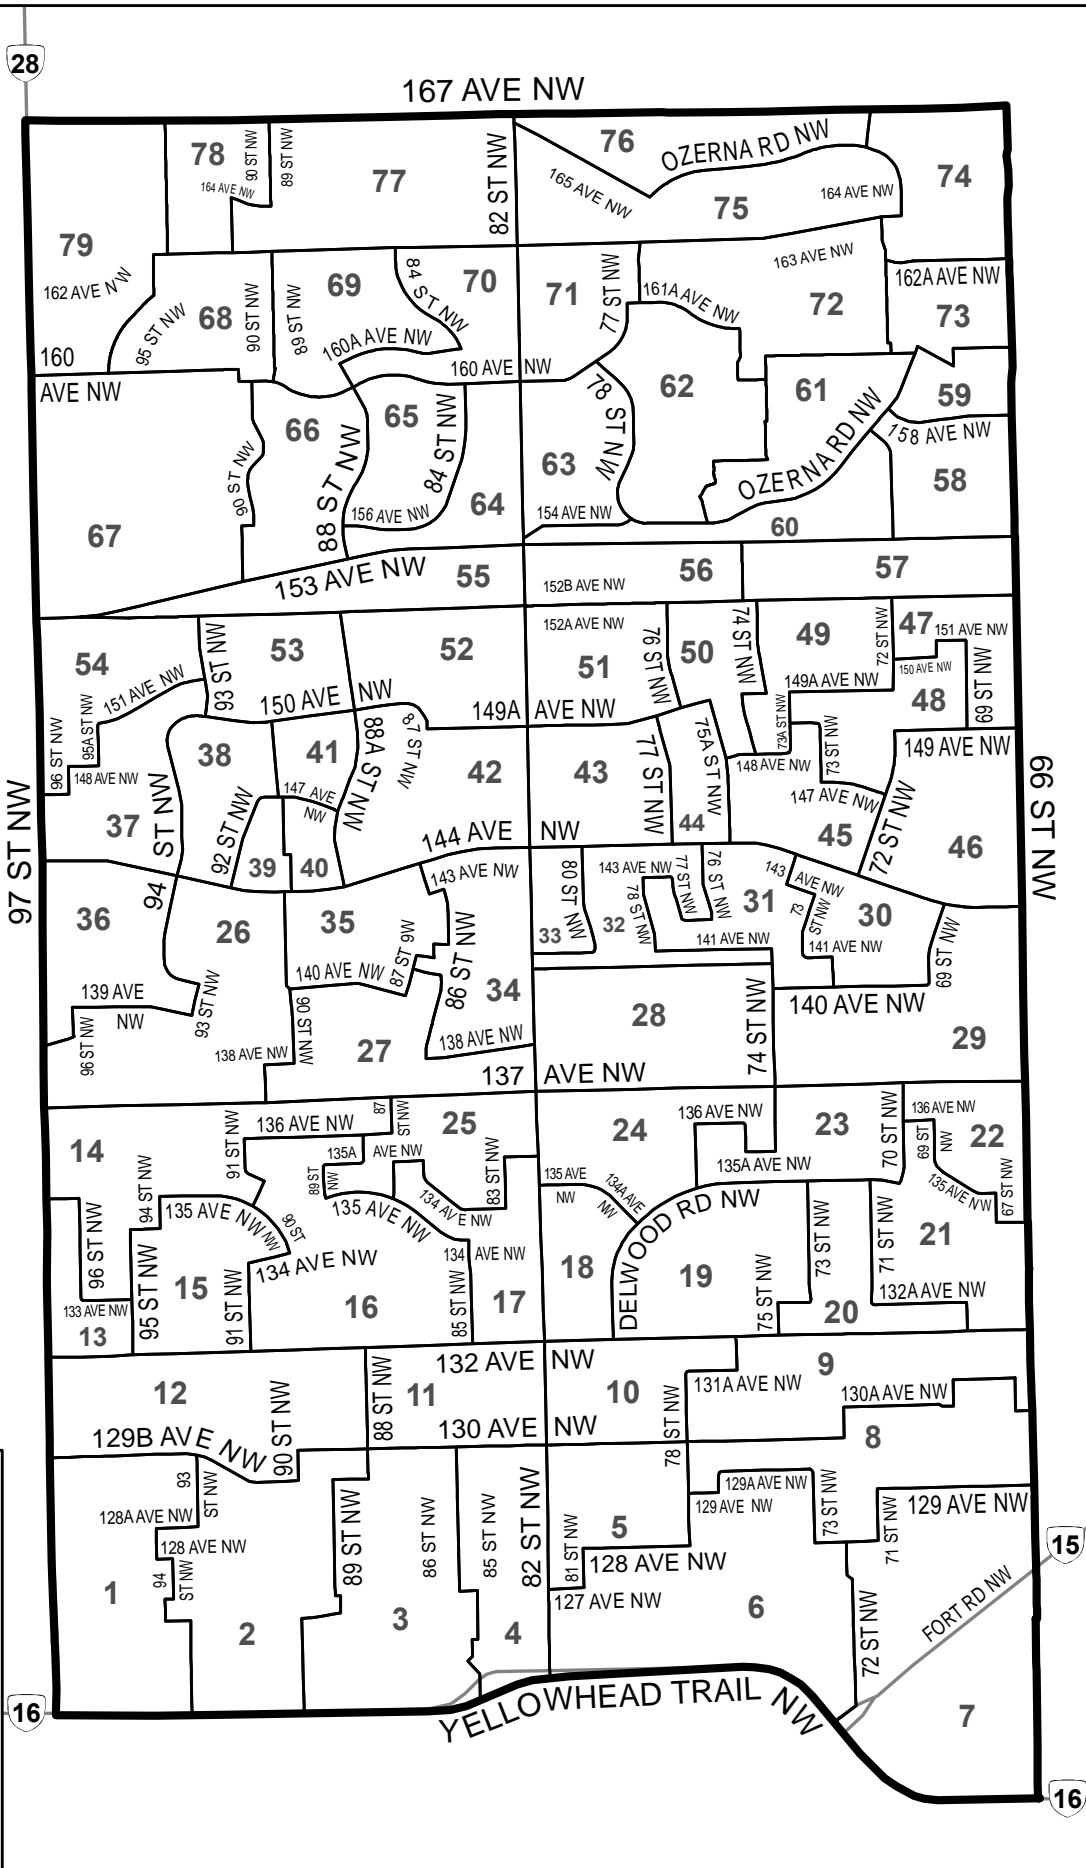 28
167 AVE NW
76
OZERNA RD NW
78
90 ST NW
89 ST NW
77
82 ST NW
164 AVE NW
165 AVE NW
75
164 AVE NW
74
79
162 AVE NW
163 AVE NW
162A AVE NW
69
84 ST NW
70
71
77 ST NW
161A AVE NW
72
73
95 ST NW
68
90 ST NW
89 ST NW
160A AVE NW
160
AVE NW
160 AVE NW
62
61
59
66
88 ST NW
65
84 ST NW
78 ST NW
OZERNA RD NW
158 AVE NW
90 ST NW
63
58
67
156 AVE NW
64
154 AVE NW
60
153 AVE NW
55
152B AVE NW
56
57
54
93 ST NW
53
52
152A AVE NW
76 ST NW
51
50
74 ST NW
49
72 ST NW
47
151 AVE NW
150 AVE NW
48
69 ST NW
151 AVE NW
149A AVE NW
96 ST NW
95A ST NW
150 AVE NW
149A AVE NW
38
41
88A ST NW
87 ST NW
42
43
77 ST NW
75A ST NW
73A ST NW
73 ST NW
149 AVE NW
148 AVE NW
148 AVE NW
147 AVE NW
147 AVE NW
37
94 ST NW
92 ST NW
39
40
144 AVE NW
44
45
72 ST NW
46
97 ST NW
66 ST NW
36
26
35
143 AVE NW
80 ST NW
143 AVE NW
77 ST NW
76 ST NW
78 ST NW
31
143 AVE NW
73 ST NW
30
33
32
141 AVE NW
141 AVE NW
69 ST NW
87 ST NW
86 ST NW
34
140 AVE NW
139 AVE NW
93 ST NW
96 ST NW
90 ST NW
138 AVE NW
27
138 AVE NW
28
74 ST NW
140 AVE NW
29
137 AVE NW
14
91 ST NW
136 AVE NW
87 ST NW
25
24
136 AVE NW
23
70 ST NW
136 AVE NW
69 ST NW
22
135A AVE NW
89 ST NW
83 ST NW
134 AVE NW
135 AVE NW
135 AVE NW
134A AVE NW
135A AVE NW
135 AVE NW
67 ST NW
94 ST NW
135 AVE NW
90 ST NW
134 AVE NW
134 AVE NW
96 ST NW
95 ST NW
15
91 ST NW
16
85 ST NW
17
18
DELWOOD RD NW
19
75 ST NW
73 ST NW
71 ST NW
21
132A AVE NW
20
133 AVE NW
13
132 AVE NW
12
90 ST NW
88 ST NW
11
10
78 ST NW
131A AVE NW
9
130A AVE NW
129B AVE NW
130 AVE NW
8
93 ST NW
128A AVE NW
128 AVE NW
94 ST NW
89 ST NW
86 ST NW
85 ST NW
82 ST NW
81 ST NW
5
129A AVE NW
129 AVE NW
73 ST NW
71 ST NW
129 AVE NW
128 AVE NW
127 AVE NW
15
1
2
3
4
6
72 ST NW
FORT RD NW
16
YELLOWHEAD TRAIL NW
7
16